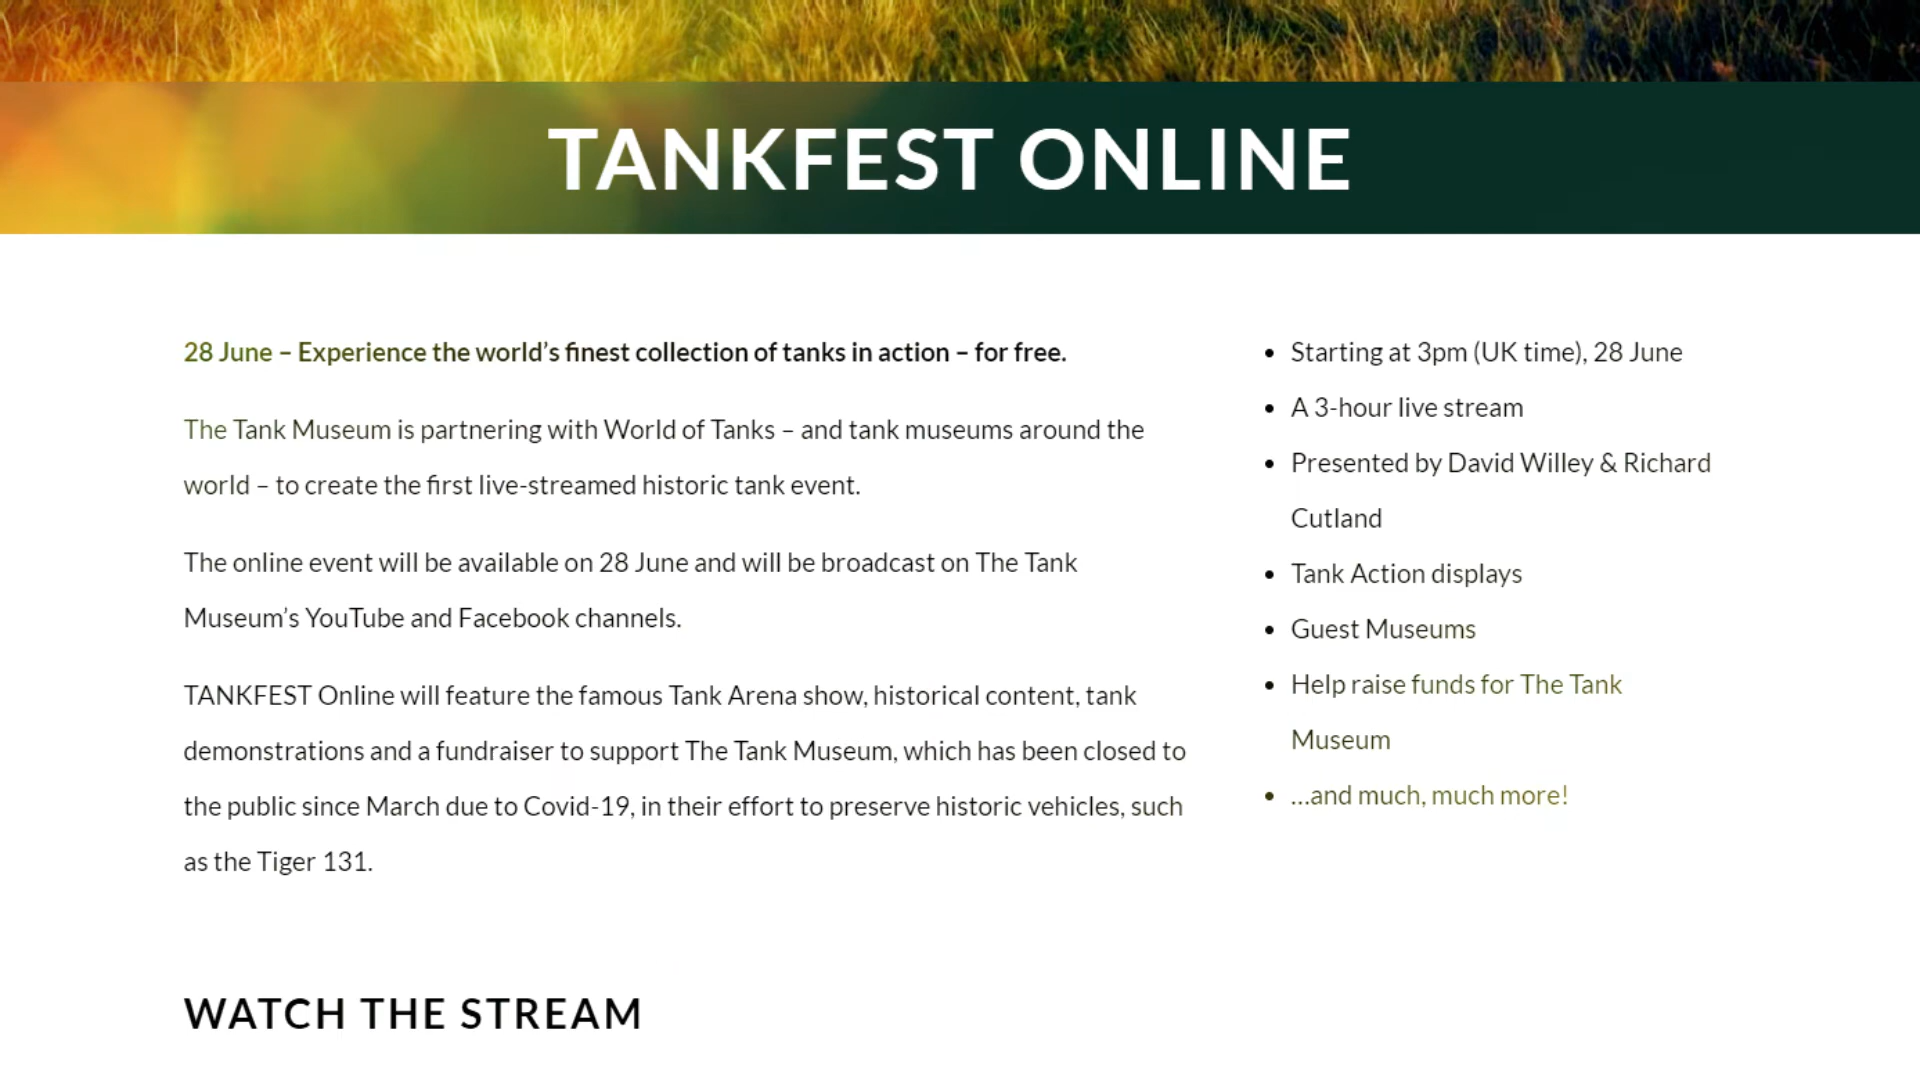 TANKFEST ONLINE
28 June – Experience the world’s finest collection of tanks in action – for free.
The Tank Museum is partnering with World of Tanks – and tank museums around the
world – to create the first live-streamed historic tank event.
The online event will be available on 28 June and will be broadcast on The Tank
Museum’s YouTube and Facebook channels.
TANKFEST Online will feature the famous Tank Arena show, historical content, tank
demonstrations and a fundraiser to support The Tank Museum, which has been closed to
the public since March due to Covid-19, in their effort to preserve historic vehicles, such
as the Tiger 131.
• Starting at 3pm (UK time), 28 June
• A 3-hour live stream
• Presented by David Willey & Richard
Cutland
• Tank Action displays
• Guest Museums
• Help raise funds for The Tank
Museum
• …and much, much more!
WATCH THE STREAM